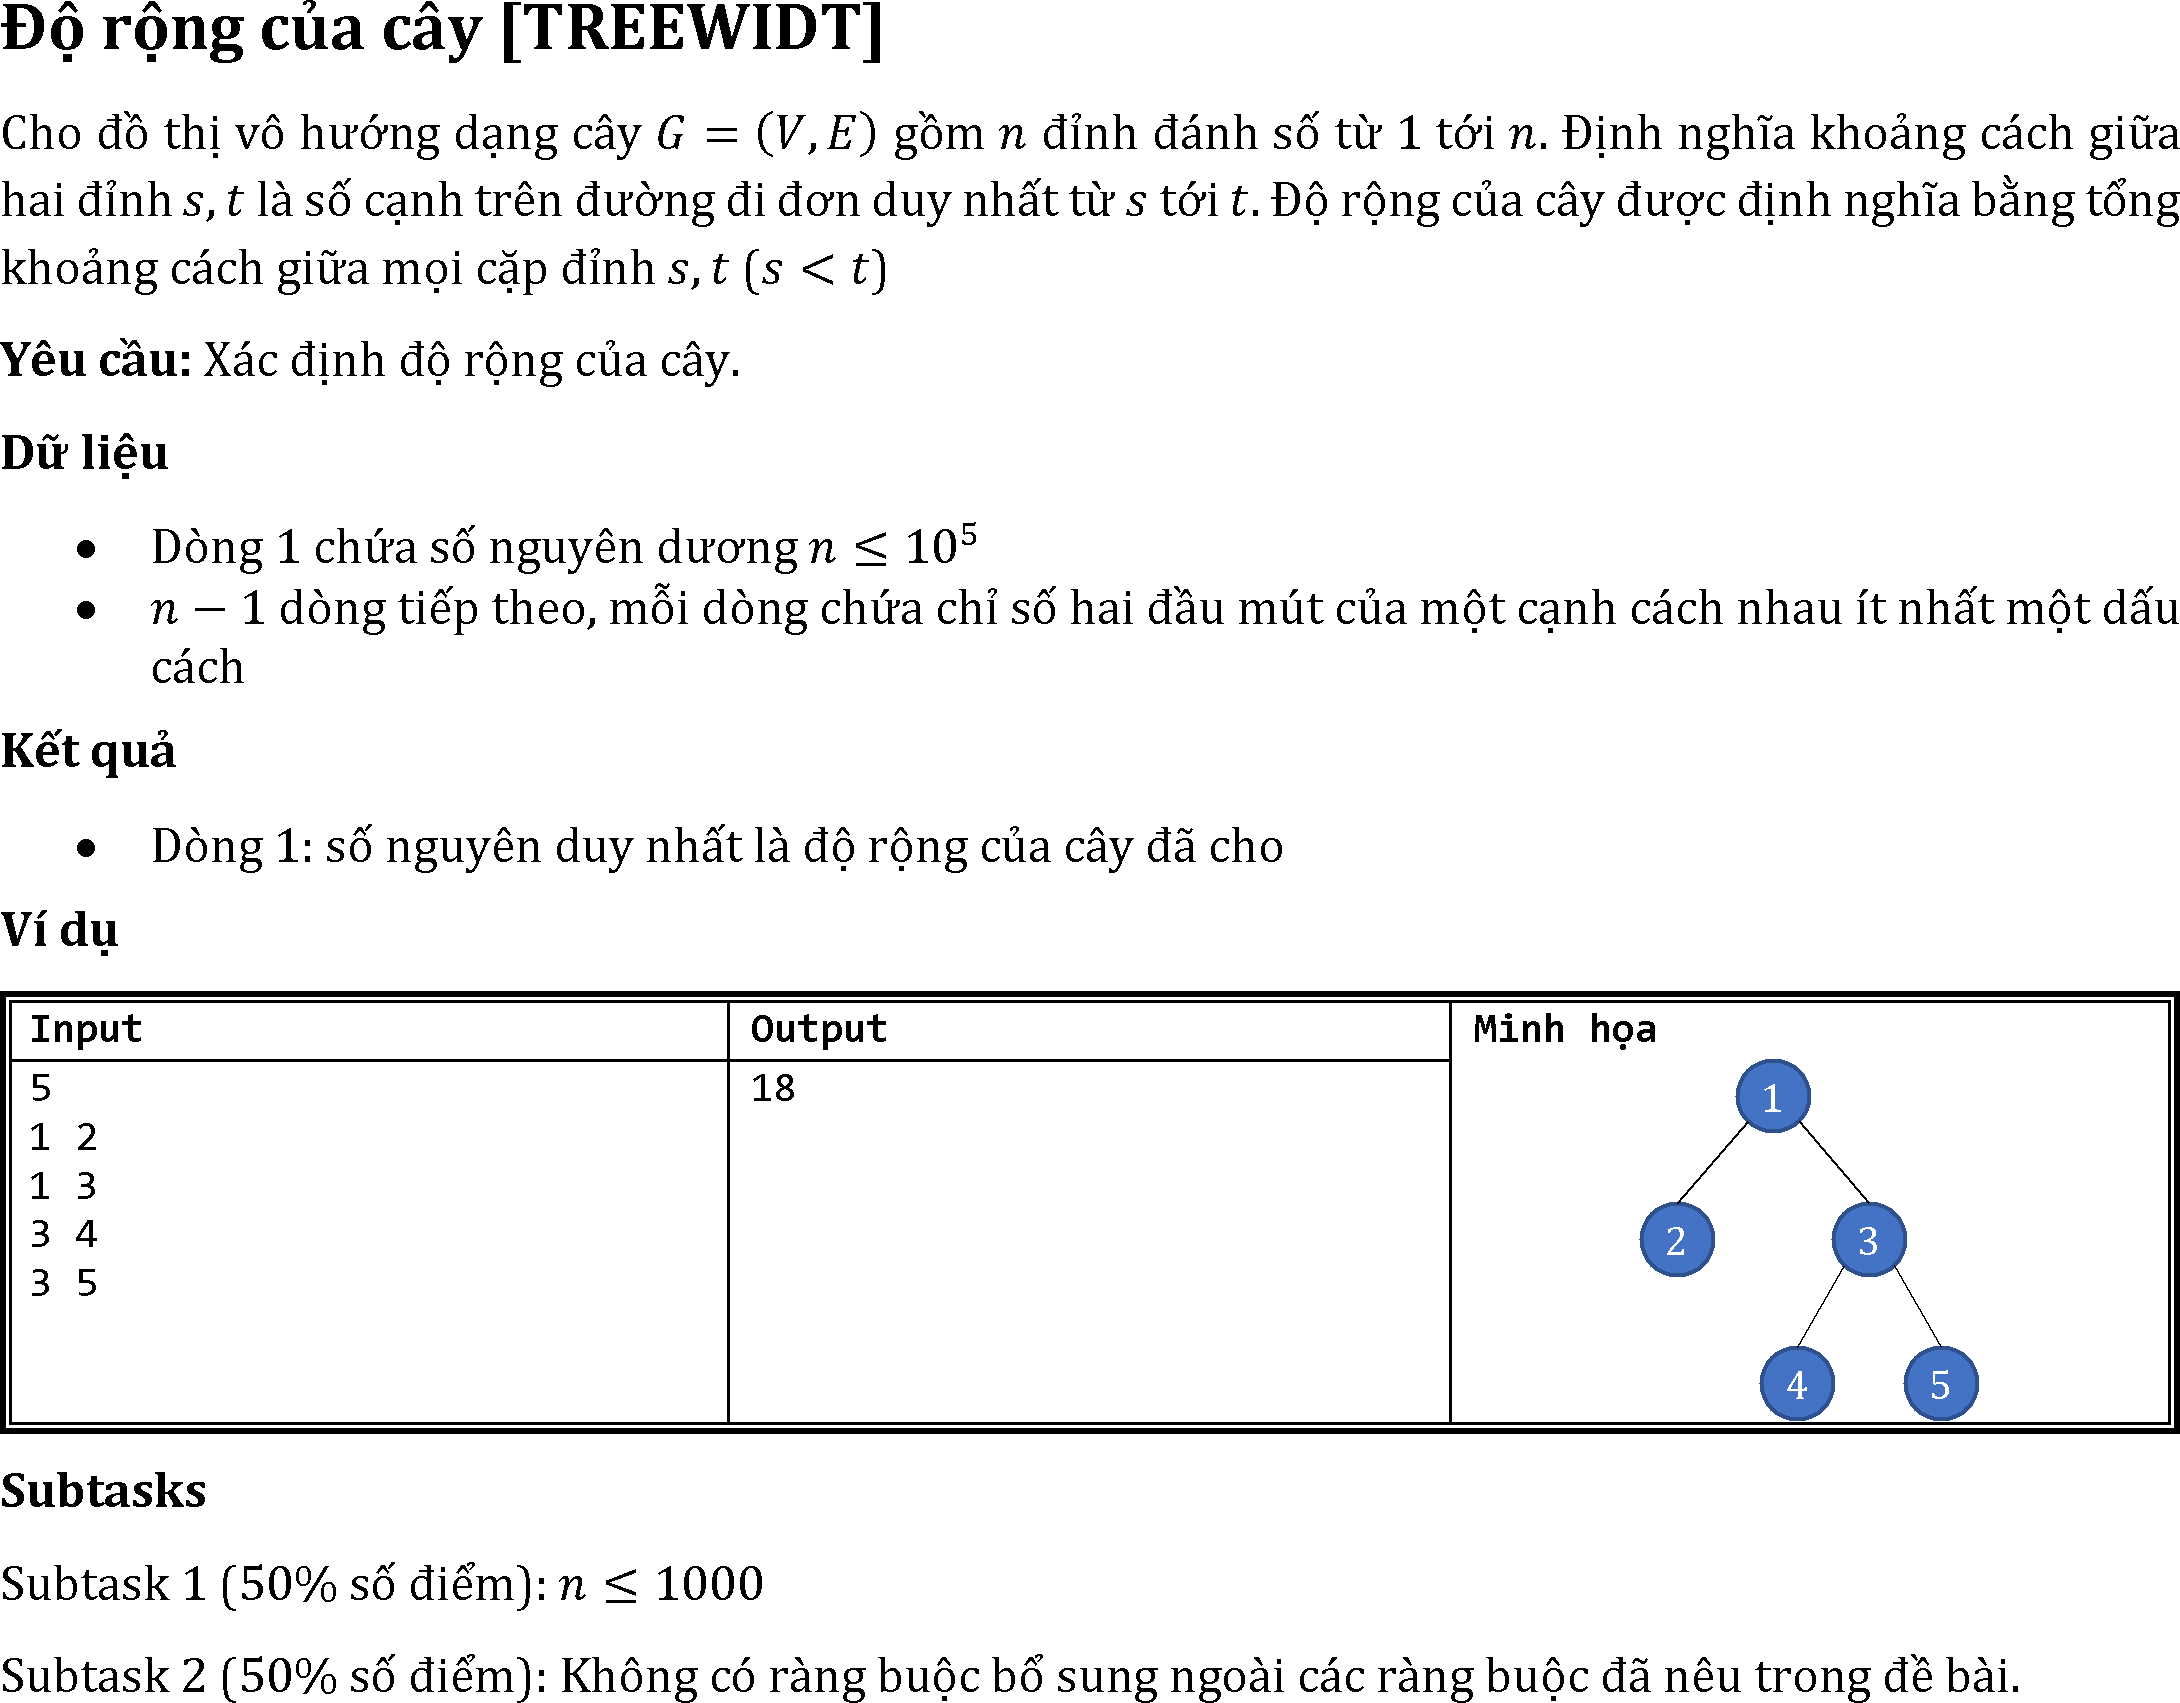 Độ rộng của cây [TREEWIDT]
Cho đồ thị vô hướng dạng cây G = (V, E) gồm n đỉnh đánh số từ 1 tới n. Định nghĩa khoảng cách giữa
hai đỉnh s, t là số cạnh trên đường đi đơn duy nhất từ s tới t. Độ rộng của cây được định nghĩa bằng tổng
khoảng cách giữa mọi cặp đỉnh s, t (s < t)
Yêu cầu: Xác định độ rộng của cây.
Dữ liệu
• Dòng 1 chứa số nguyên dương n ≤ 10⁵
• n − 1 dòng tiếp theo, mỗi dòng chứa chỉ số hai đầu mút của một cạnh cách nhau ít nhất một dấu
cách
Kết quả
• Dòng 1: số nguyên duy nhất là độ rộng của cây đã cho
Ví dụ
Input Output Minh họa
5 18
1 2
1 3
3 4
3 5
1
2 3
4 5
Subtasks
Subtask 1 (50% số điểm): n ≤ 1000
Subtask 2 (50% số điểm): Không có ràng buộc bổ sung ngoài các ràng buộc đã nêu trong đề bài.